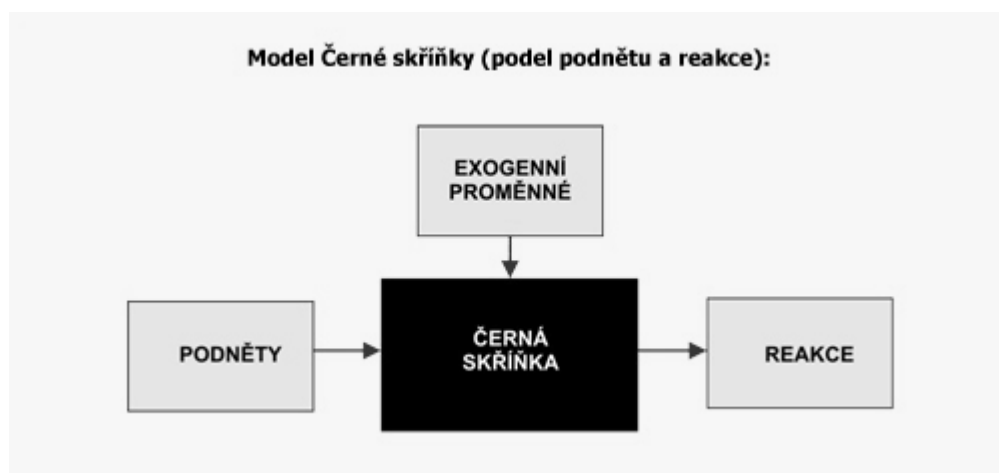 Model Černé skříňky (podel podnětu a reakce):
EXOGENNÍ
PROMĚNNÉ
PODNĚTY
ČERNÁ
SKŘÍŇKA
REAKCE